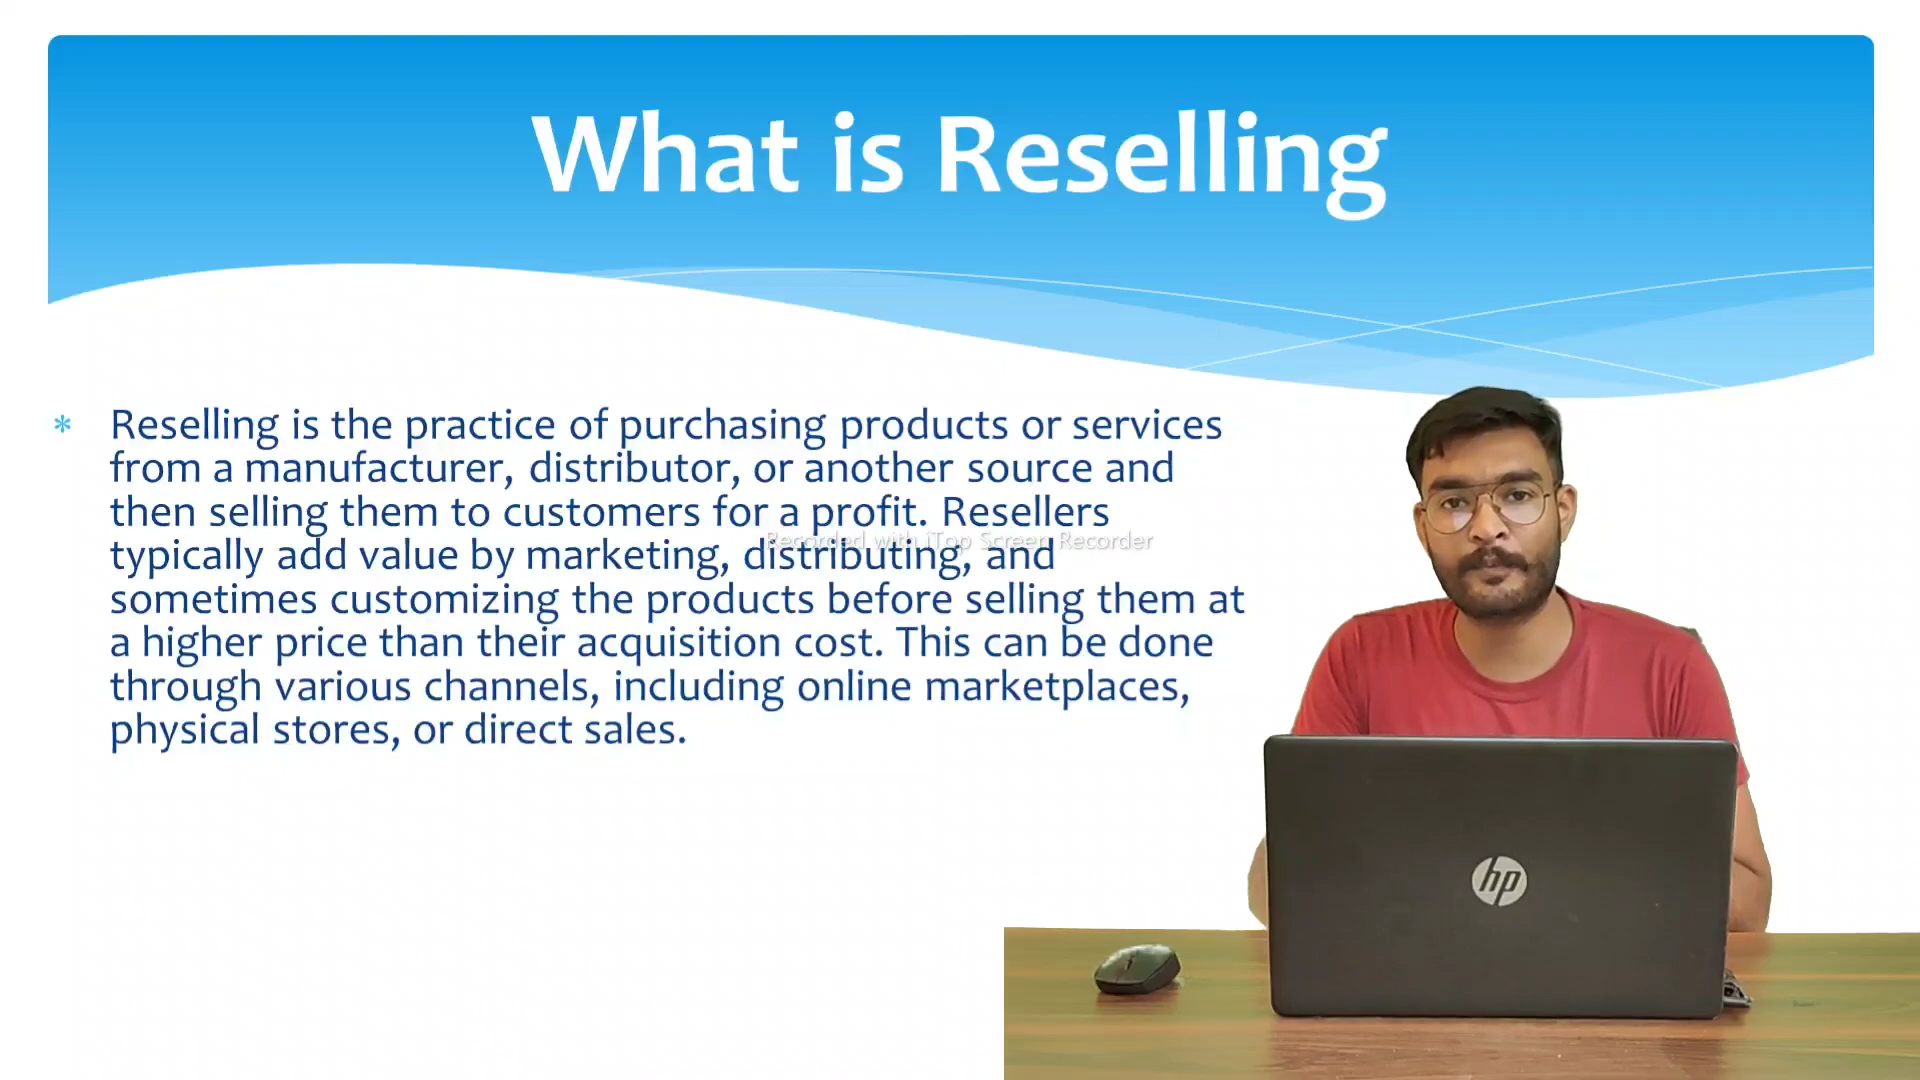 What is Reselling
* Reselling is the practice of purchasing products or services
from a manufacturer, distributor, or another source and
then selling them to customers for a profit. Resellers
Recorded with iTop Screen Recorder
typically add value by marketing, distributing, and
sometimes customizing the products before selling them at
a higher price than their acquisition cost. This can be done
through various channels, including online marketplaces,
physical stores, or direct sales.
hp